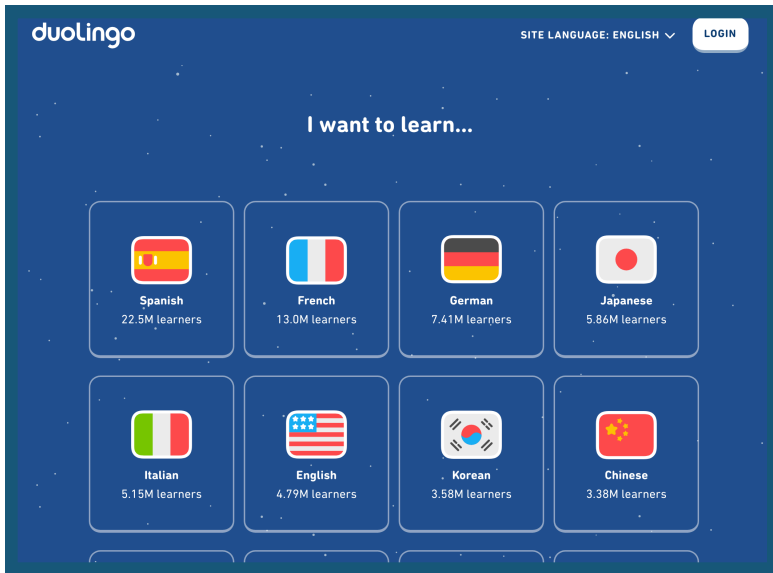 duolingo
SITE LANGUAGE: ENGLISH
LOGIN
I want to learn...
Spanish
22.5M learners
French
13.0M learners
German
7.41M learners
Japanese
5.86M learners
Italian
5.15M learners
English
4.79M learners
Korean
3.58M learners
Chinese
3.38M learners